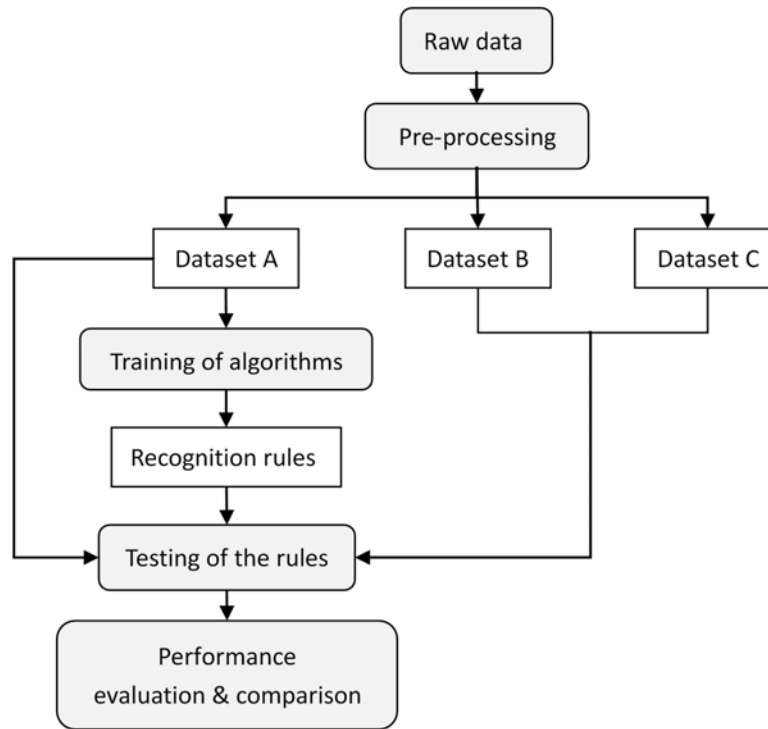 Raw data
Pre-processing
Dataset A
Dataset B
Dataset C
Training of algorithms
Recognition rules
Testing of the rules
Performance
evaluation & comparison